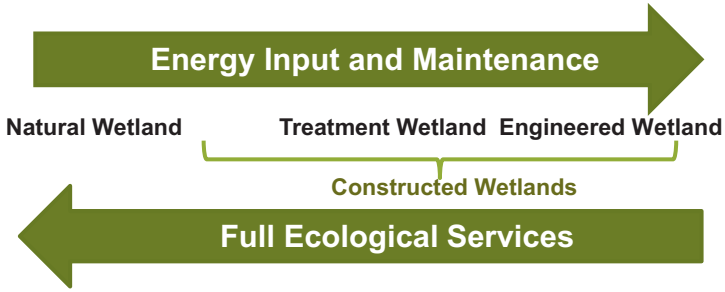 Energy Input and Maintenance
Natural Wetland Treatment Wetland Engineered Wetland
Constructed Wetlands
Full Ecological Services